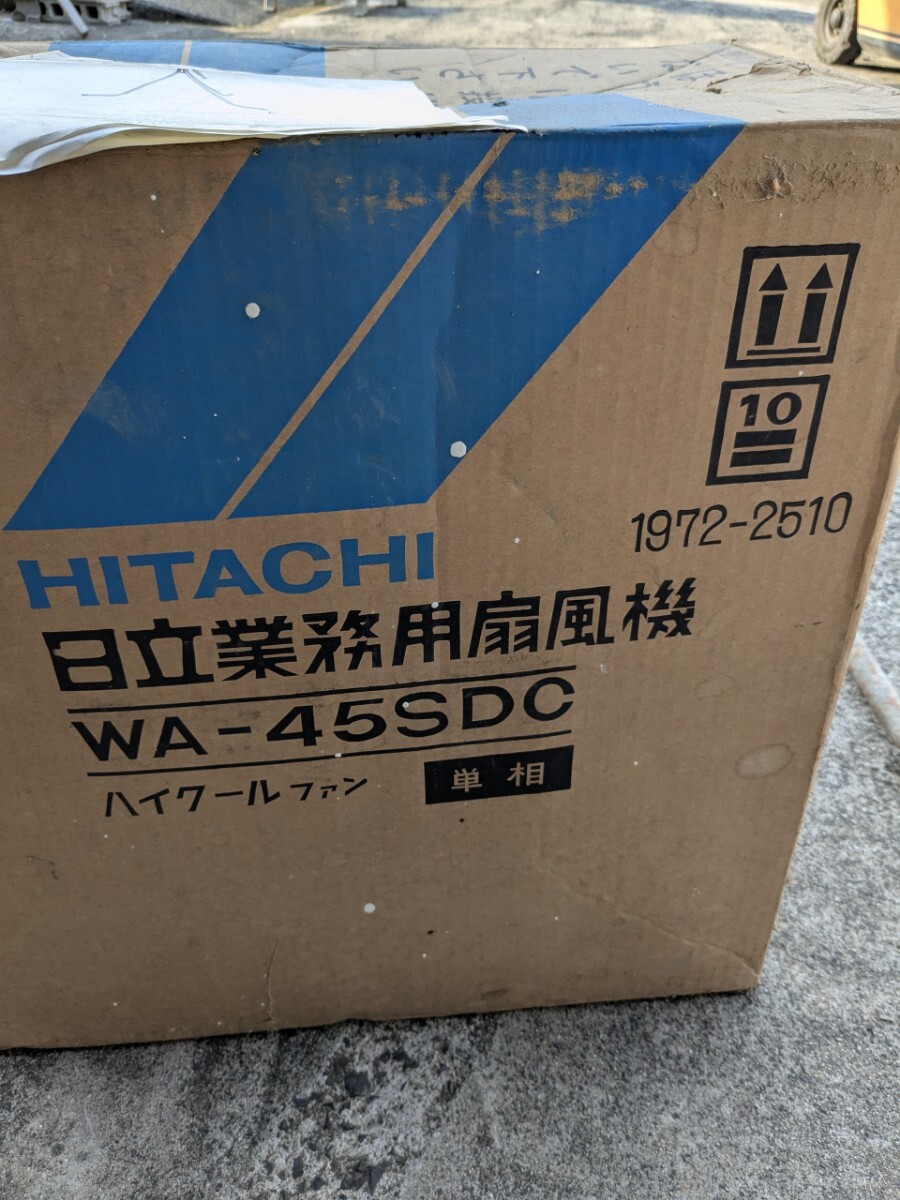 10
1972-2510
HITACHI
日立業務用扇風機
WA-45SDC
ハイクールファン 単相